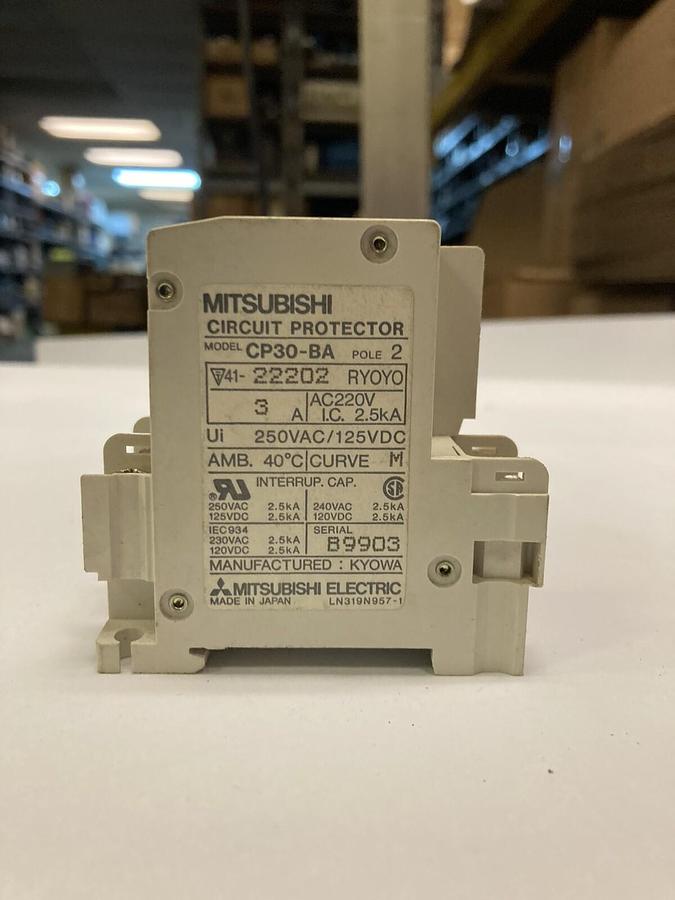 MITSUBISHI
CIRCUIT PROTECTOR
MODEL CP30-BA POLE 2
T 41-22202 RYOYO
3 A AC220V I.C. 2.5kA
Ui 250VAC/125VDC
AMB. 40°C CURVE M
INTERRUP. CAP.
250VAC 2.5kA 240VAC 2.5kA
125VDC 2.5kA 120VDC 2.5kA
IEC934 SERIAL
230VAC 2.5kA B9903
120VDC 2.5kA
MANUFACTURED : KYOWA
MITSUBISHI ELECTRIC
MADE IN JAPAN LN319N957-1